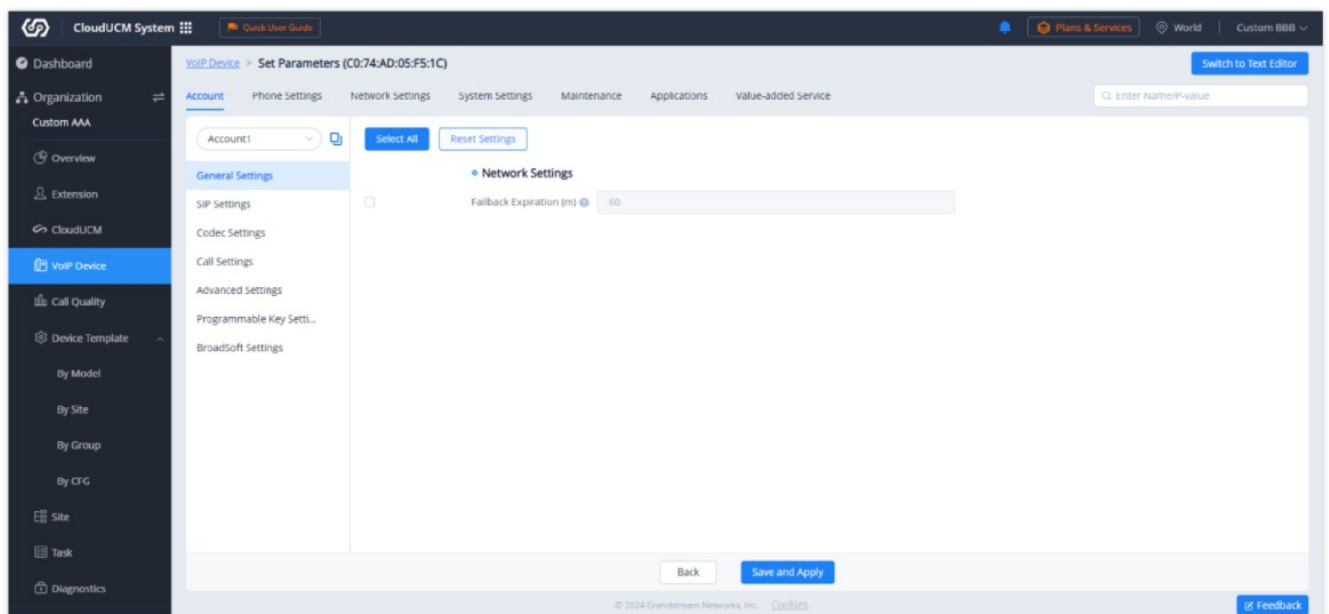 CloudUCM System Quick User Guide Plans & Services World Custom BBB
Dashboard
VoIP Device > Set Parameters (C0:74:AD:05:F5:1C) Switch to Text Editor
Organization
Account Phone Settings Network Settings System Settings Maintenance Applications Value-added Service Enter Name/P-value
Custom AAA
Account1 Select All Reset Settings
Overview
General Settings Network Settings
Extension
SIP Settings Failback Expiration (m) 60
CloudUCM
Codec Settings
VoIP Device
Call Settings
Advanced Settings
Call Quality
Programmable Key Setti...
Device Template
BroadSoft Settings
By Model
By Site
By Group
By CFG
Site
Task
Back Save and Apply
Diagnostics
© 2024 Grandstream Networks, Inc. Cookies Feedback